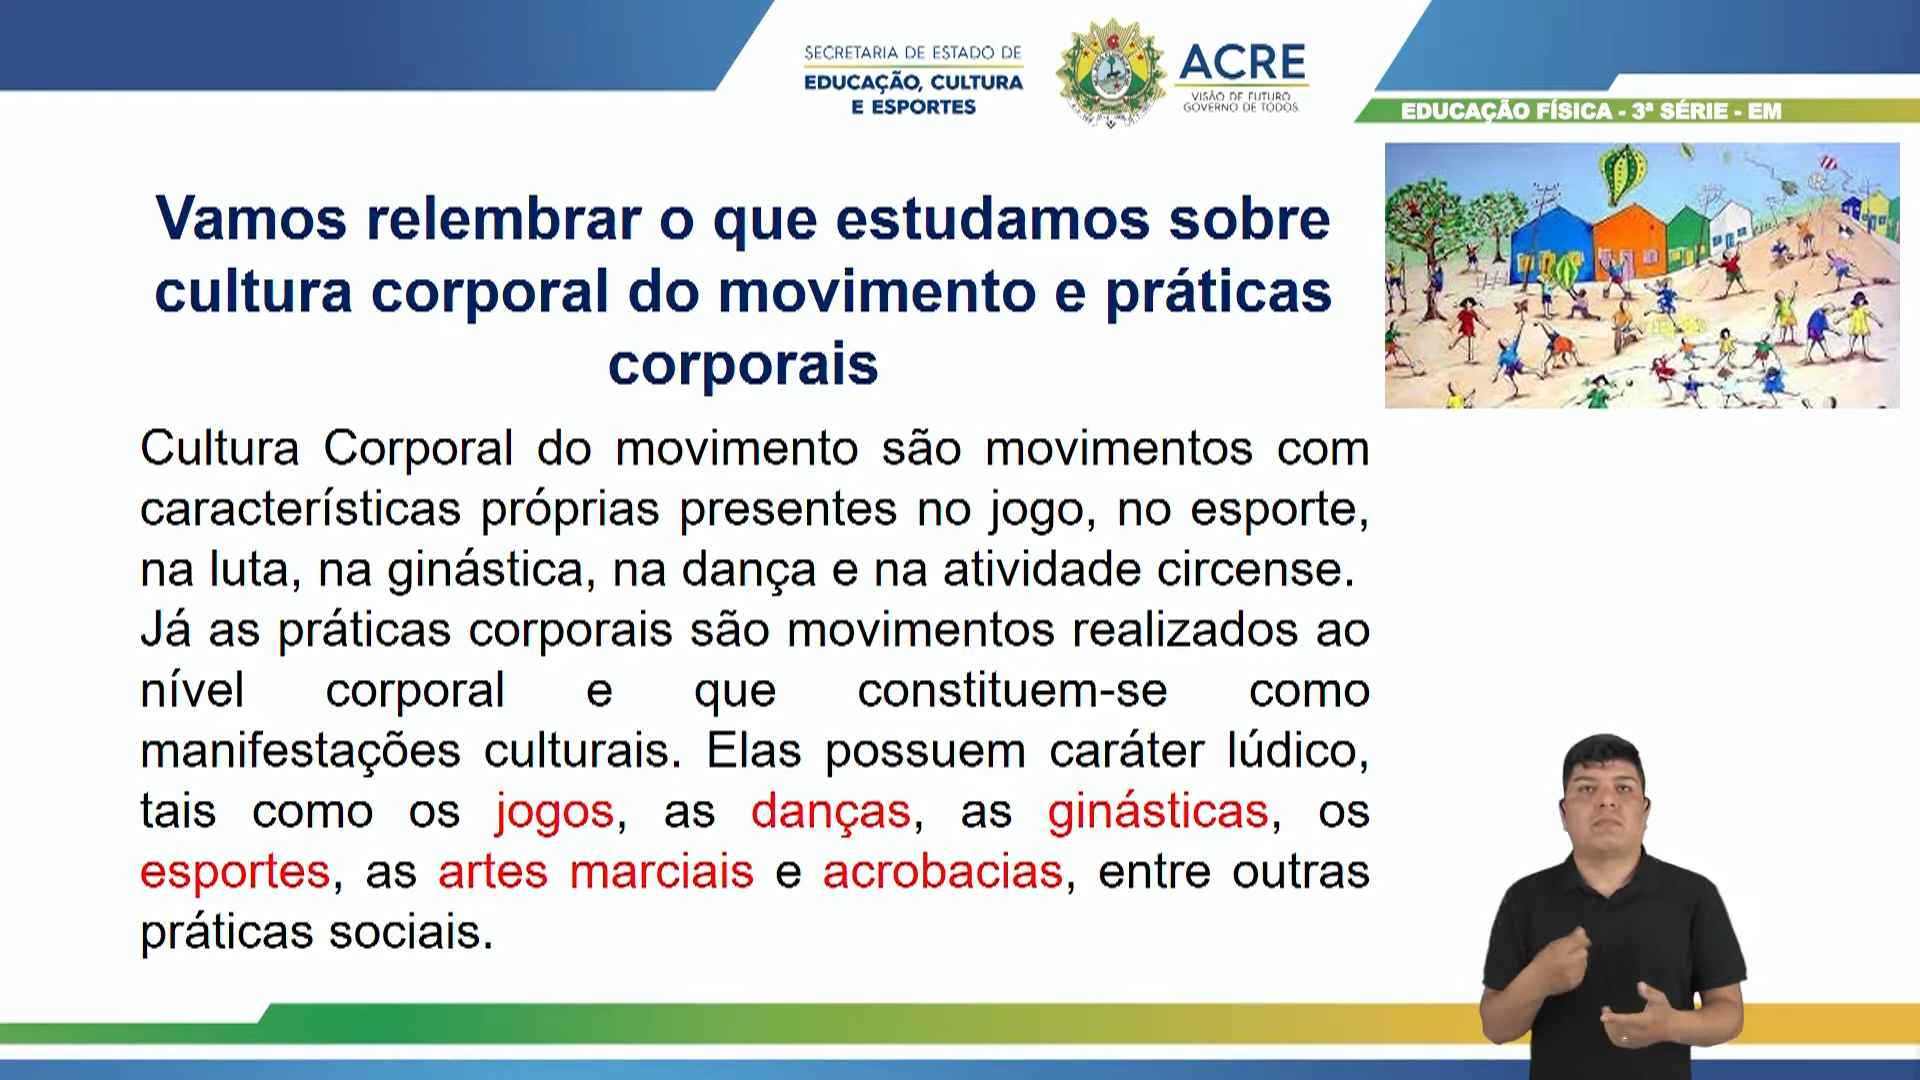 SECRETARIA DE ESTADO DE
EDUCAÇÃO, CULTURA
E ESPORTES
ACRE
VISÃO DE FUTURO
GOVERNO DE TODOS.
EDUCAÇÃO FÍSICA - 3ª SÉRIE - EM
Vamos relembrar o que estudamos sobre
cultura corporal do movimento e práticas
corporais
Cultura Corporal do movimento são movimentos com
características próprias presentes no jogo, no esporte,
na luta, na ginástica, na dança e na atividade circense.
Já as práticas corporais são movimentos realizados ao
nível corporal e que constituem-se como
manifestações culturais. Elas possuem caráter lúdico,
tais como os jogos, as danças, as ginásticas, os
esportes, as artes marciais e acrobacias, entre outras
práticas sociais.